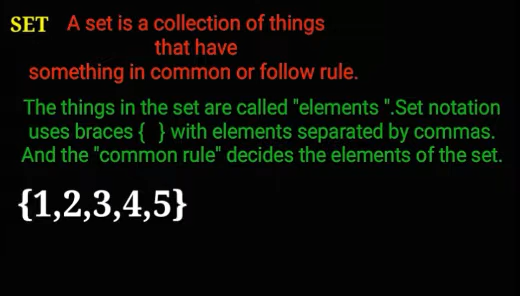 SET A set is a collection of things
that have
something in common or follow rule.
The things in the set are called "elements ".Set notation
uses braces { } with elements separated by commas.
And the "common rule" decides the elements of the set.
{1,2,3,4,5}